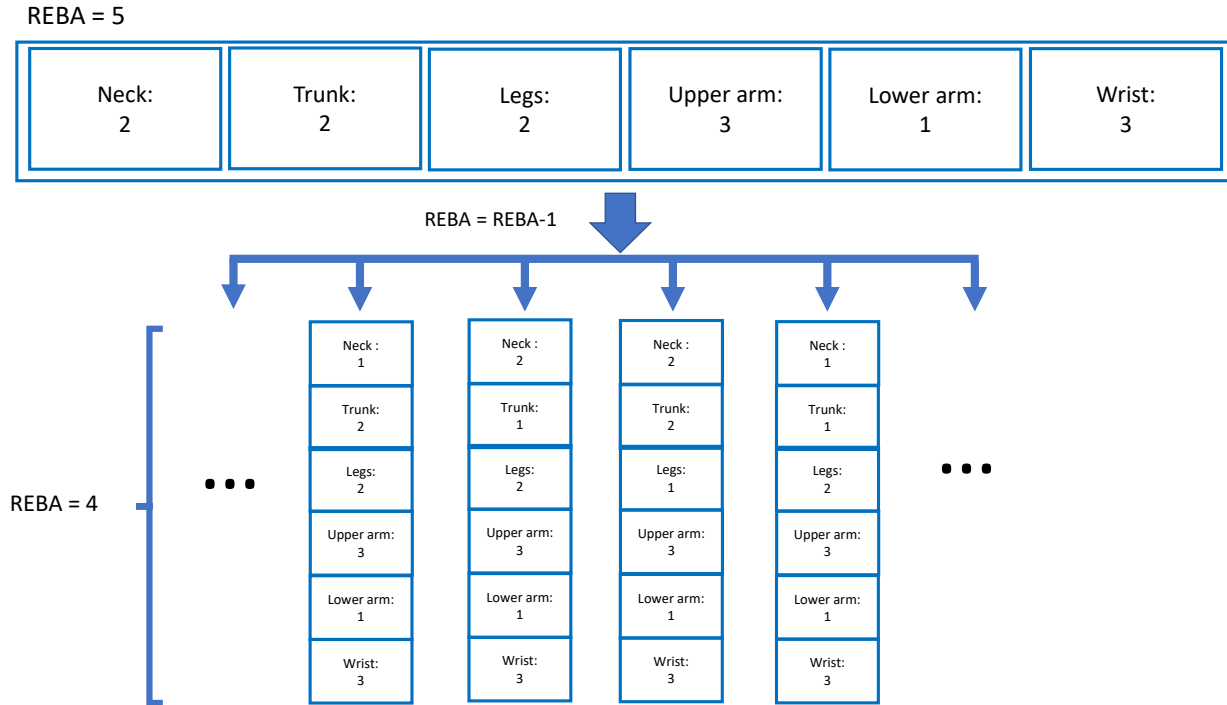 REBA = 5
Neck:
2
Trunk:
2
Legs:
2
Upper arm:
3
Lower arm:
1
Wrist:
3
REBA = REBA-1
REBA = 4
...
Neck :
1
Trunk:
2
Legs:
2
Upper arm:
3
Lower arm:
1
Wrist:
3
Neck :
2
Trunk:
1
Legs:
2
Upper arm:
3
Lower arm:
1
Wrist:
3
Neck :
2
Trunk:
2
Legs:
1
Upper arm:
3
Lower arm:
1
Wrist:
3
Neck :
1
Trunk:
1
Legs:
2
Upper arm:
3
Lower arm:
1
Wrist:
3
...